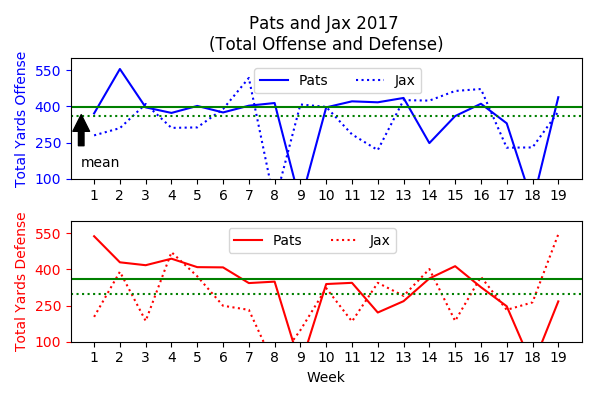 Pats and Jax 2017
(Total Offense and Defense)
Total Yards Offense
550
400
250
100
Pats
Jax
mean
1 2 3 4 5 6 7 8 9 10 11 12 13 14 15 16 17 18 19
Total Yards Defense
550
400
250
100
Pats
Jax
1 2 3 4 5 6 7 8 9 10 11 12 13 14 15 16 17 18 19
Week